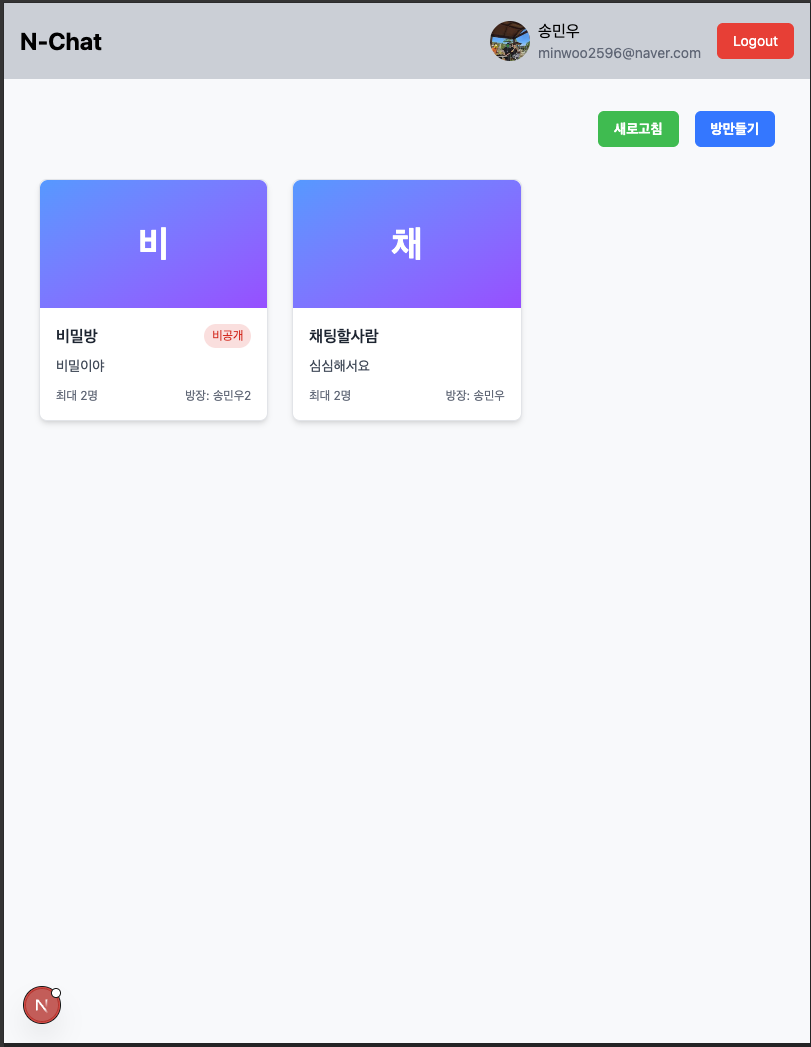 N-Chat
송민우
minwoo2596@naver.com
Logout
새로고침
방만들기
비
비밀방
비공개
비밀이야
최대 2명
방장: 송민우2
채
채팅할사람
심심해서요
최대 2명
방장: 송민우
N